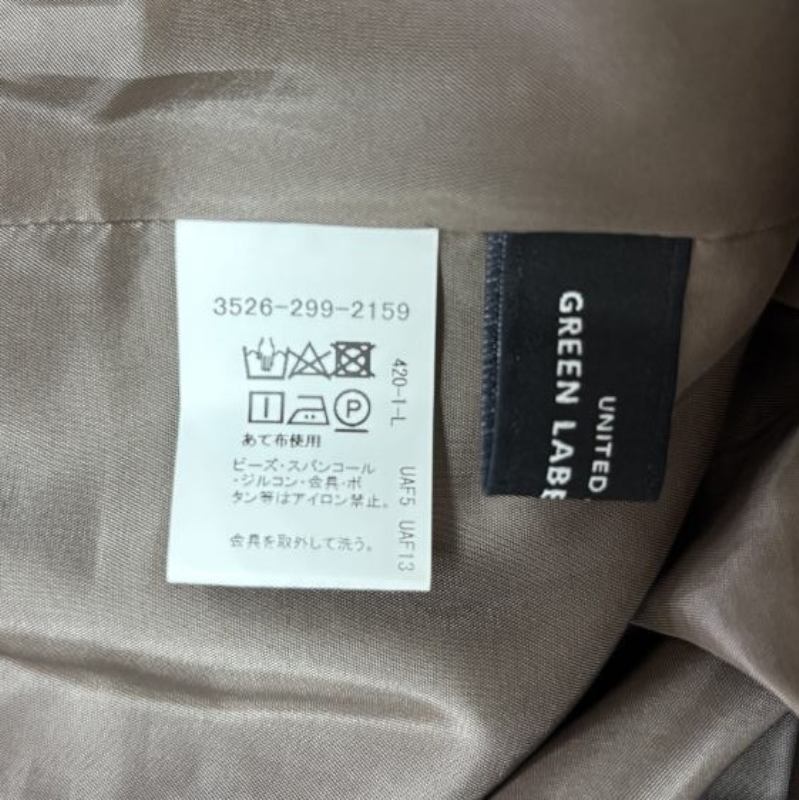 3526-299-2159
あて布使用
ビーズ・スパンコール
・ジルコン・金具・ボ
タン等はアイロン禁止。
金具を取外して洗う。
420-1-L UAF5 UAF13
UNITED
GREEN LABE